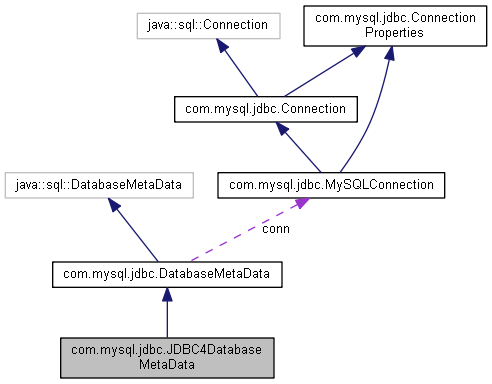 java::sql::Connection
com.mysql.jdbc.Connection
Properties
com.mysql.jdbc.Connection
java::sql::DatabaseMetaData
com.mysql.jdbc.MySQLConnection
conn
com.mysql.jdbc.DatabaseMetaData
com.mysql.jdbc.JDBC4Database
MetaData